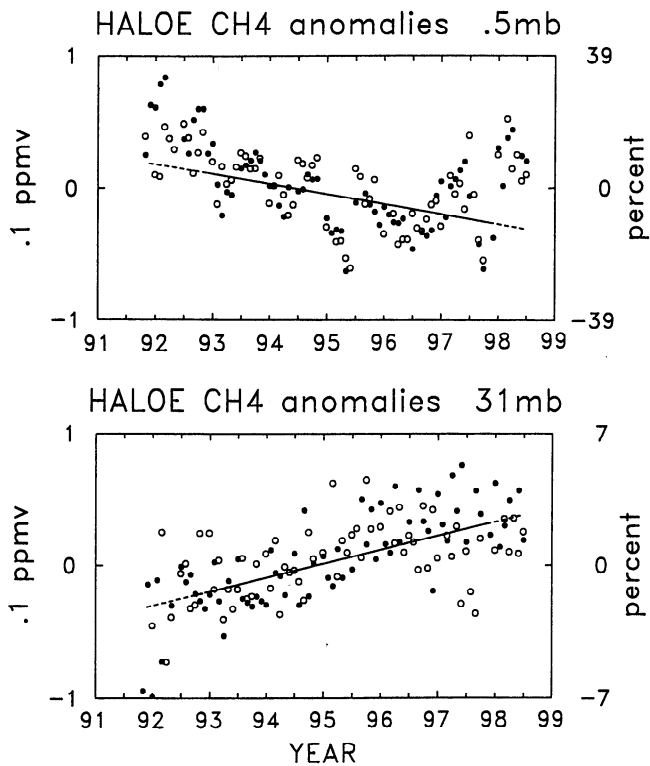 HALOE CH4 anomalies .5mb
1 39
.1 ppmv 0 0 percent
−1 −39
91 92 93 94 95 96 97 98 99
HALOE CH4 anomalies 31mb
1 7
.1 ppmv 0 0 percent
−1 −7
91 92 93 94 95 96 97 98 99
YEAR